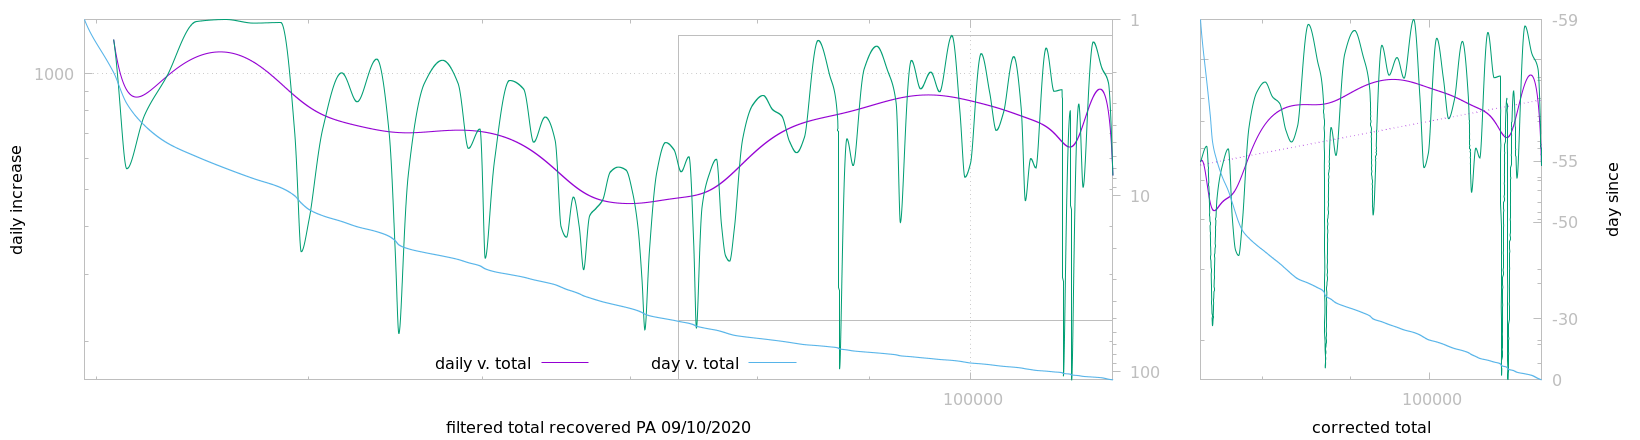 1000
daily increase
daily v. total
day v. total
100000
filtered total recovered PA 09/10/2020
1
10
100
100000
corrected total
-59
-55
-50
-30
0
day since